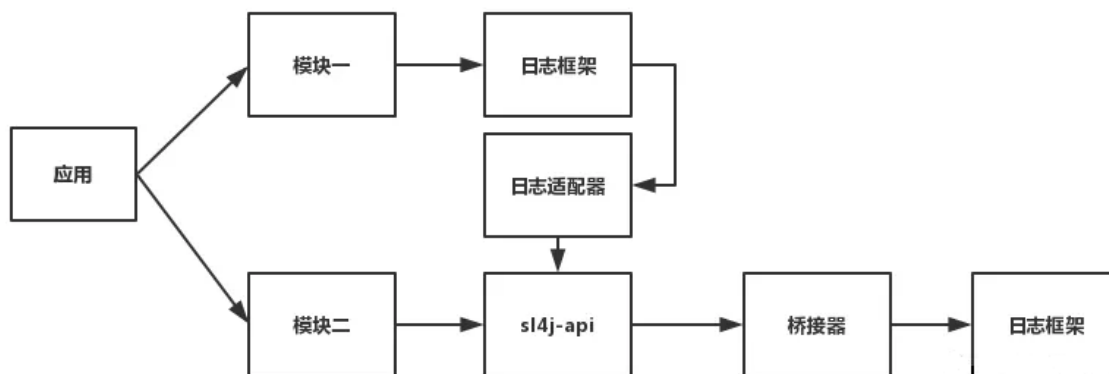 模块一
日志框架
应用
日志适配器
模块二
sl4j-api
桥接器
日志框架